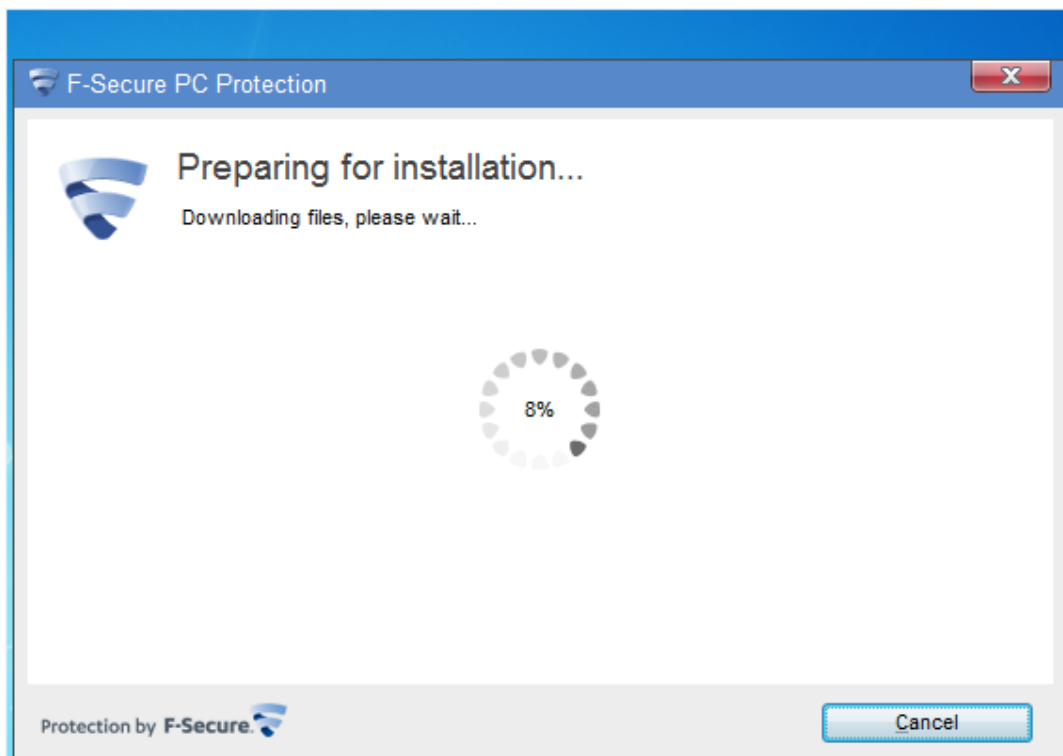 F-Secure PC Protection
Preparing for installation...
Downloading files, please wait...
8%
Protection by F-Secure.
Cancel